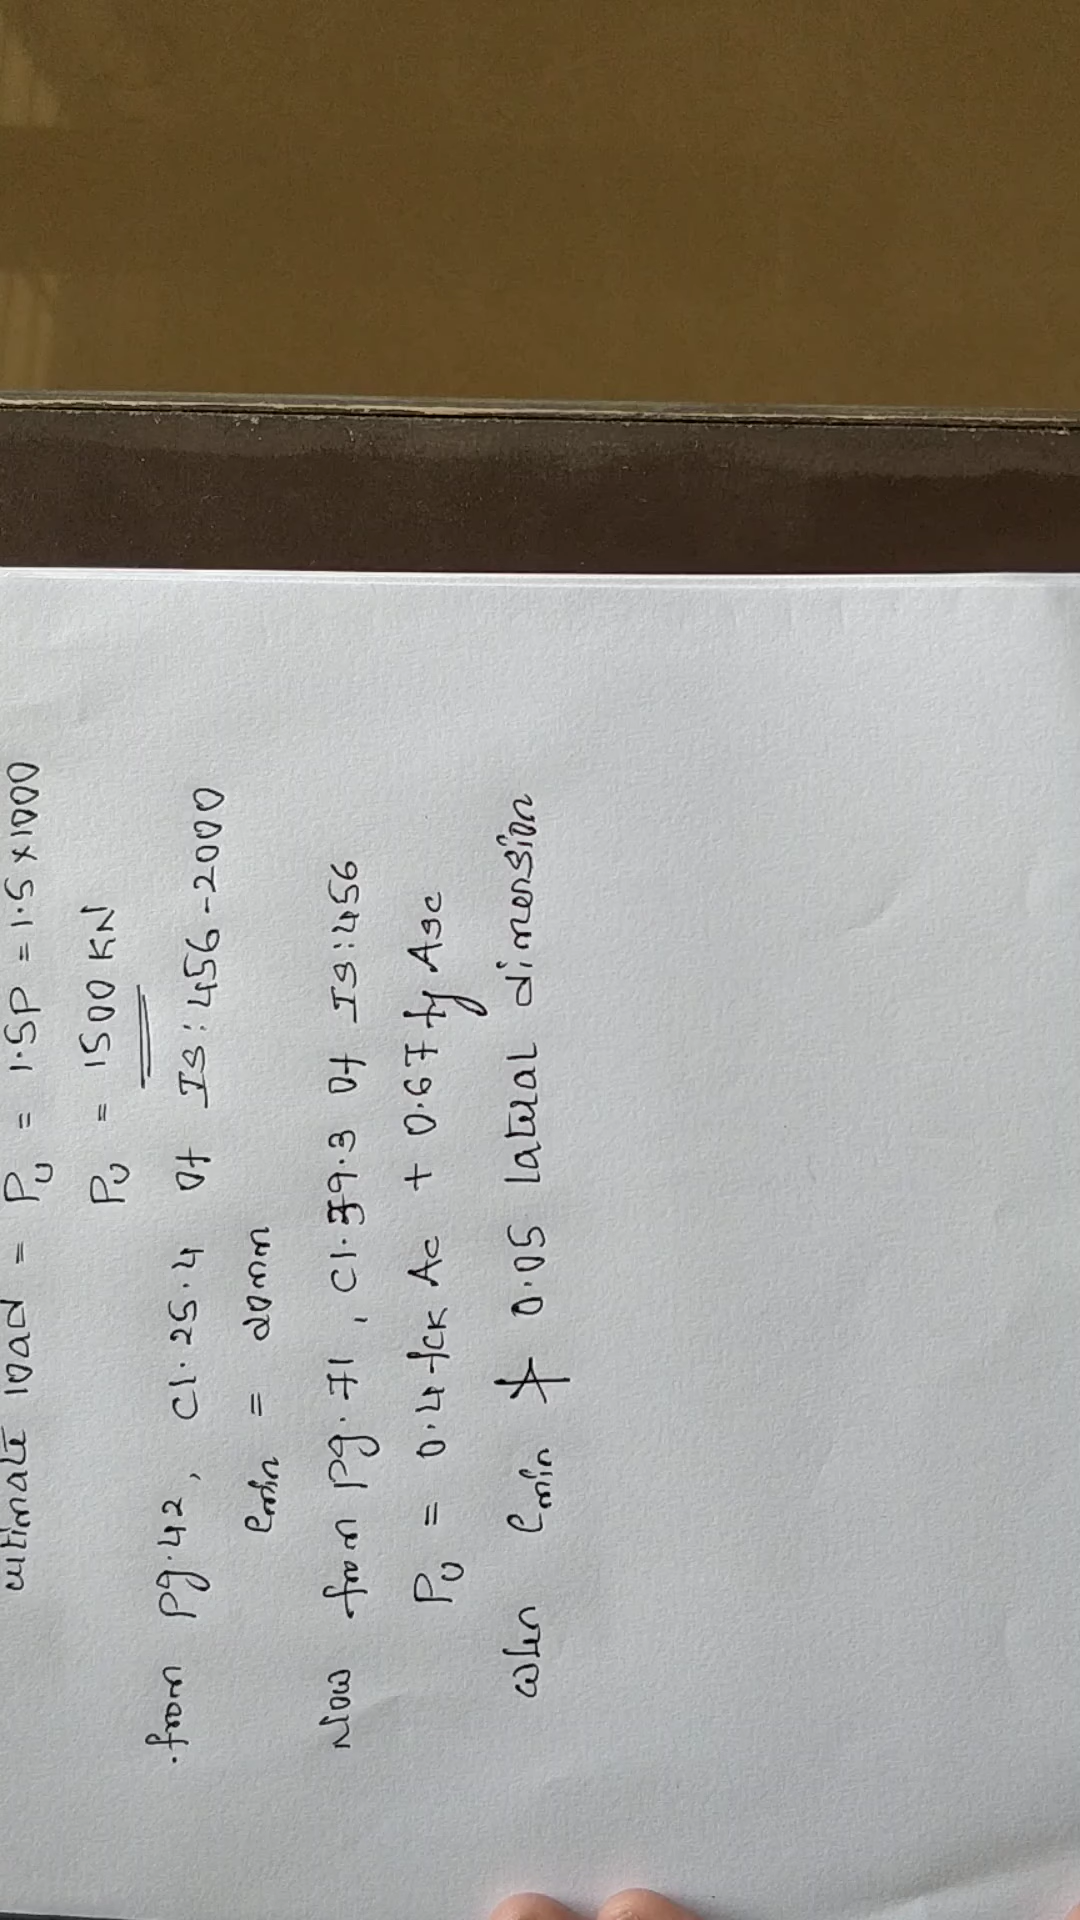 ultimate load = Pu = 1.5P = 1.5 x 1000
Pu = 1500 KN
from Pg.42, Cl.25.4 of IS:456-2000
emin = 20mm
Now from Pg.71, Cl.39.3 of IS:456
Pu = 0.4 fck Ac + 0.67 fy Asc
when emin ≯ 0.05 lateral dimension